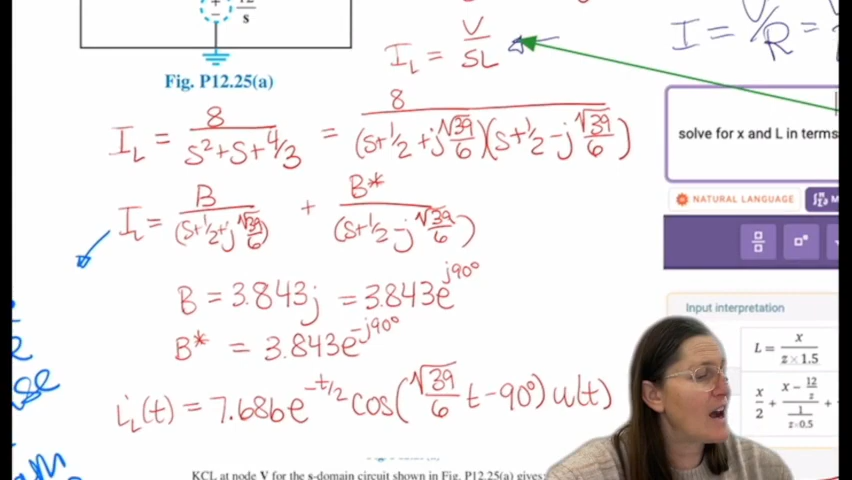 12
s
Fig. P12.25(a)
I_L = V/SL
I = V/R =
I_L = 8/(S²+S+4/3) = 8/((S+1/2+j√39/6)(S+1/2-j√39/6))
I_L = B/(S+1/2+j√39/6) + B*/(S+1/2-j√39/6)
B = 3.843j = 3.843e^j90°
B* = 3.843e^-j90°
i_L(t) = 7.686e^-t/2 cos(√39/6 t-90°)u(t)
KCL at node V for the s-domain circuit shown in Fig. P12.25(a) gives:
solve for x and L in terms
NATURAL LANGUAGE
M
Input interpretation
L = x/(z×1.5)
x/2 + (x - 12/z)/(1/(z×0.5)) +